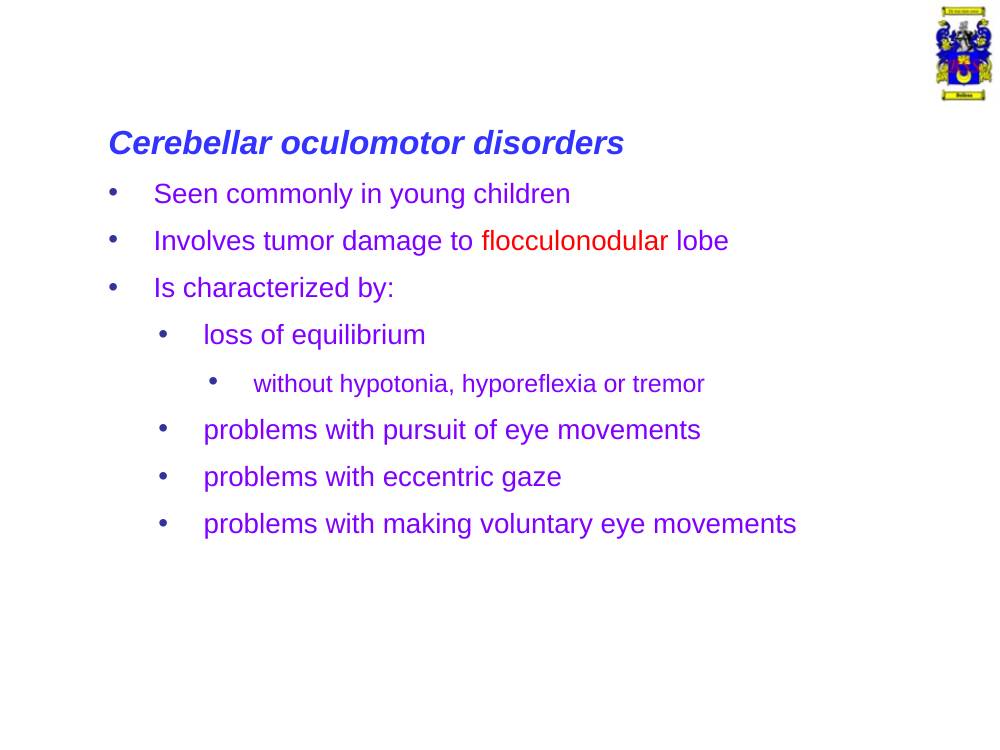 Cerebellar oculomotor disorders
• Seen commonly in young children
• Involves tumor damage to flocculonodular lobe
• Is characterized by:
• loss of equilibrium
• without hypotonia, hyporeflexia or tremor
• problems with pursuit of eye movements
• problems with eccentric gaze
• problems with making voluntary eye movements